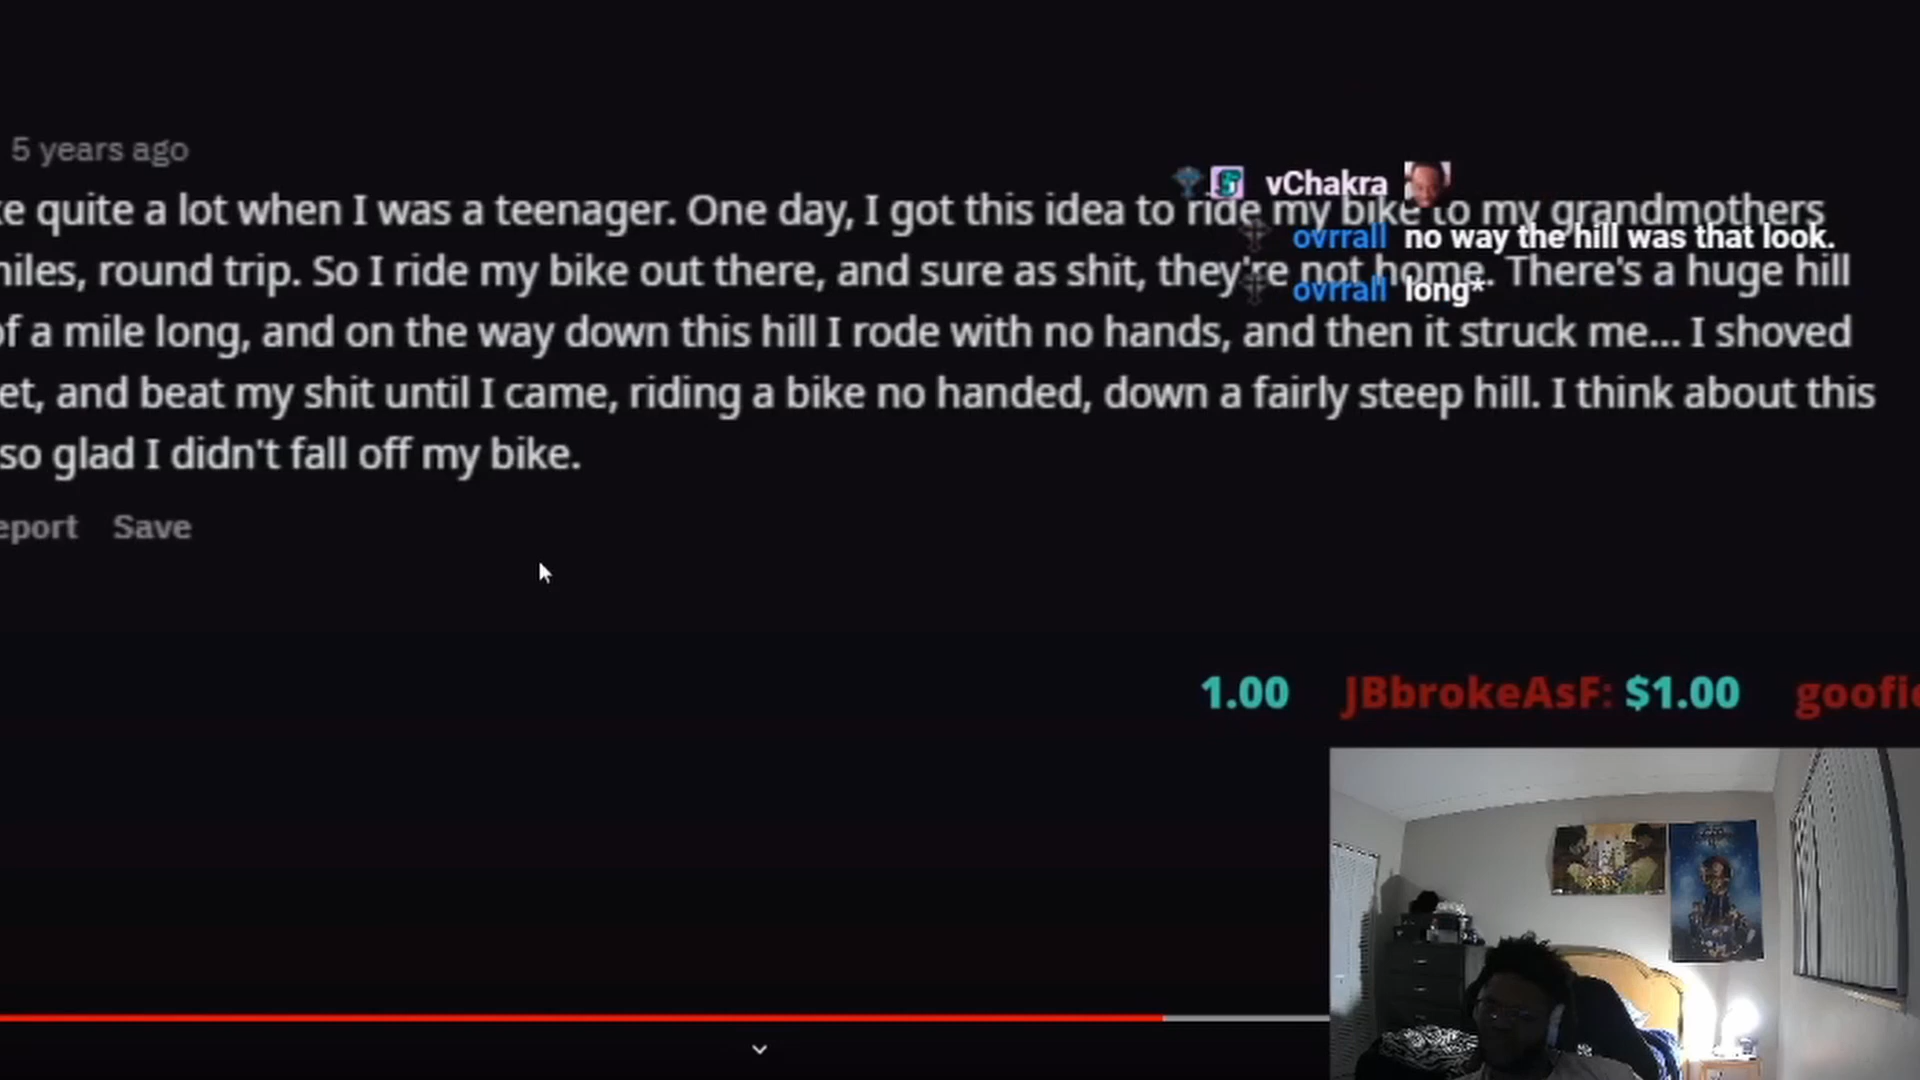 5 years ago
quite a lot when I was a teenager. One day, I got this idea to ride my bike to my grandmothers
miles, round trip. So I ride my bike out there, and sure as shit, they're not home. There's a huge hill
of a mile long, and on the way down this hill I rode with no hands, and then it struck me... I shoved
et, and beat my shit until I came, riding a bike no handed, down a fairly steep hill. I think about this
so glad I didn't fall off my bike.
eport Save
vChakra
ovrrall no way the hill was that look.
ovrrall long*
1.00 JBbrokeAsF: $1.00 goofi